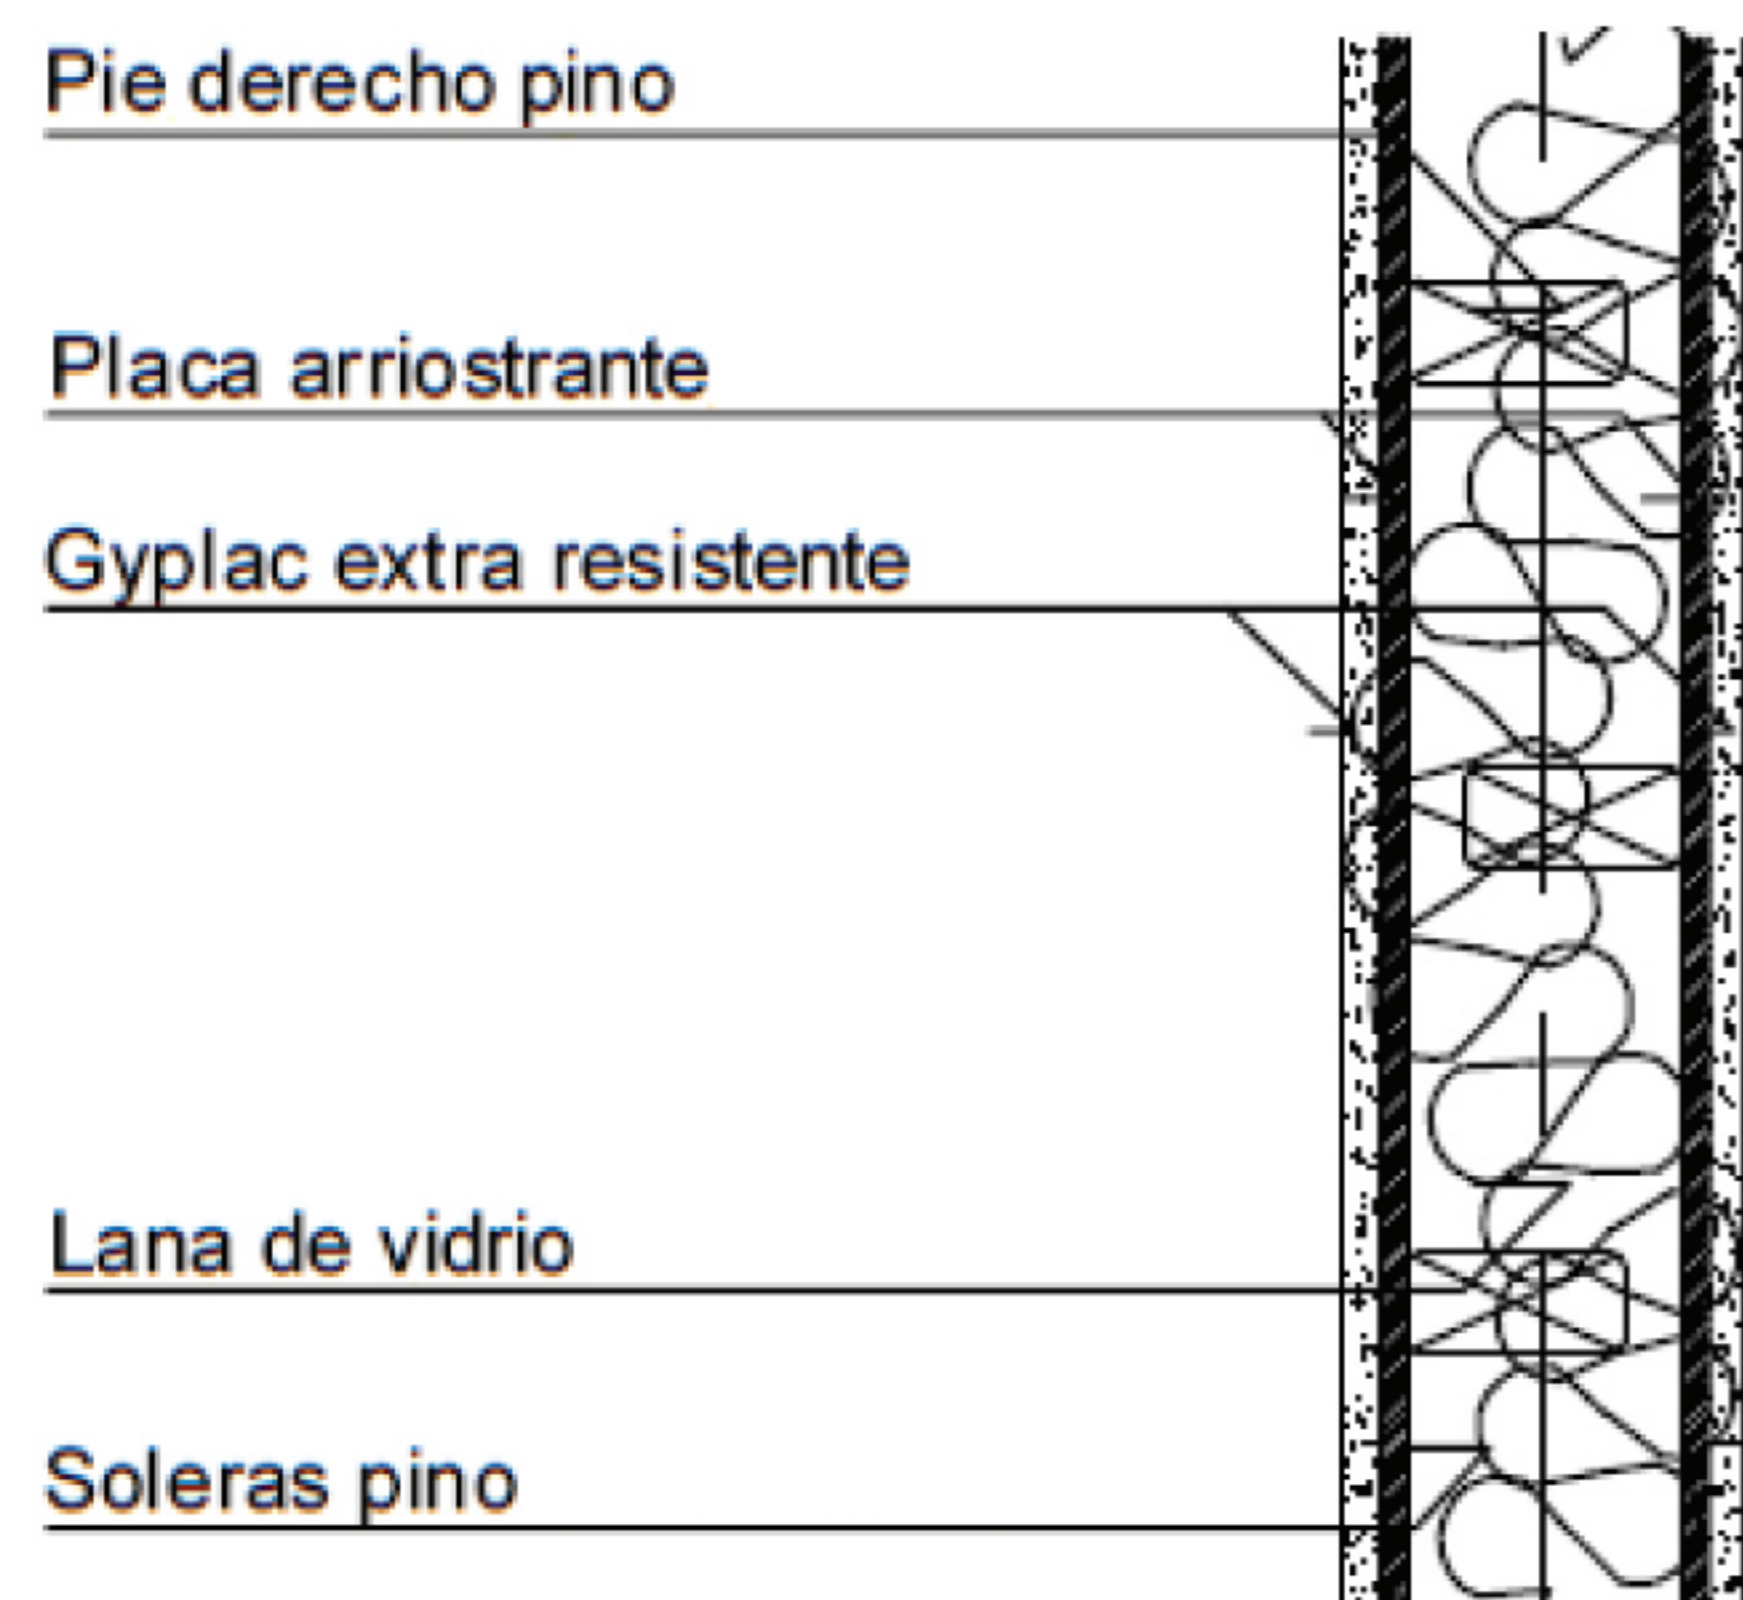 Pie derecho pino
Placa arriostrante
Gyplac extra resistente
Lana de vidrio
Soleras pino